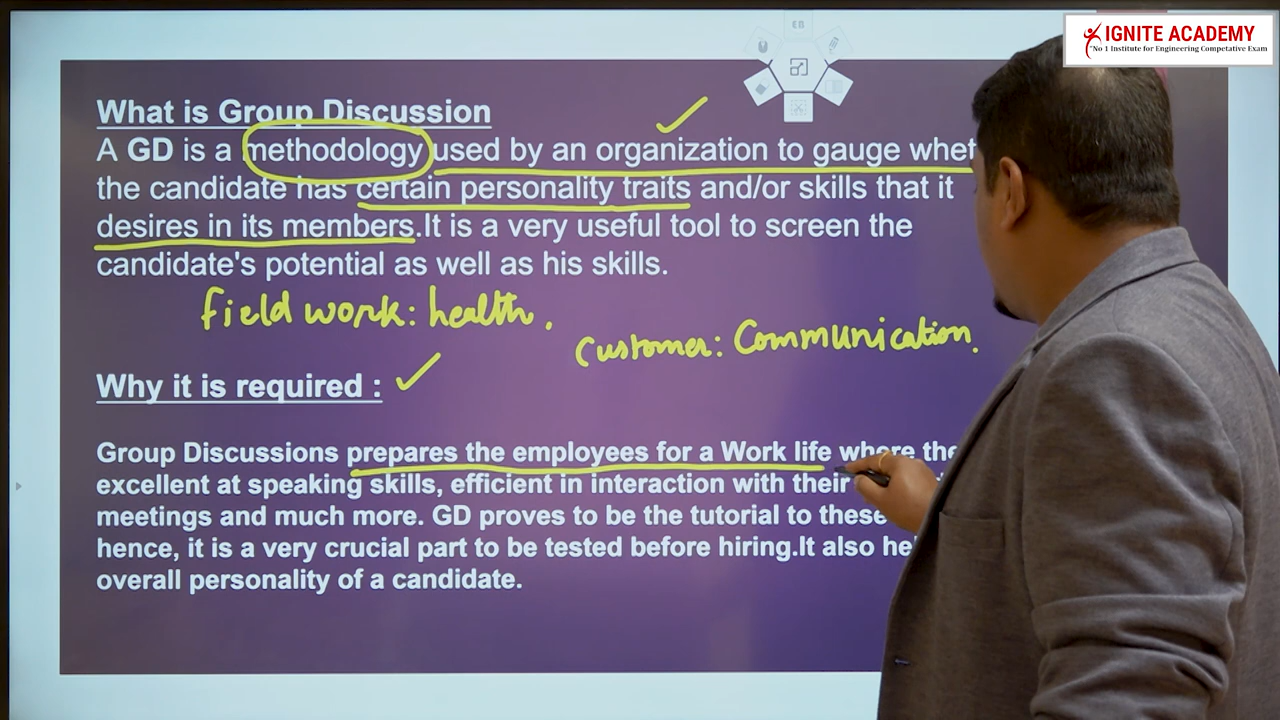 IGNITE ACADEMY
"No 1 Institute for Engineering Competative Exam
EB
What is Group Discussion
A GD is a methodology used by an organization to gauge whet
the candidate has certain personality traits and/or skills that it
desires in its members.It is a very useful tool to screen the
candidate's potential as well as his skills.
field work: health.
Customer: Communication.
Why it is required :
Group Discussions prepares the employees for a Work life where the
excellent at speaking skills, efficient in interaction with their
meetings and much more. GD proves to be the tutorial to these
hence, it is a very crucial part to be tested before hiring.It also he
overall personality of a candidate.